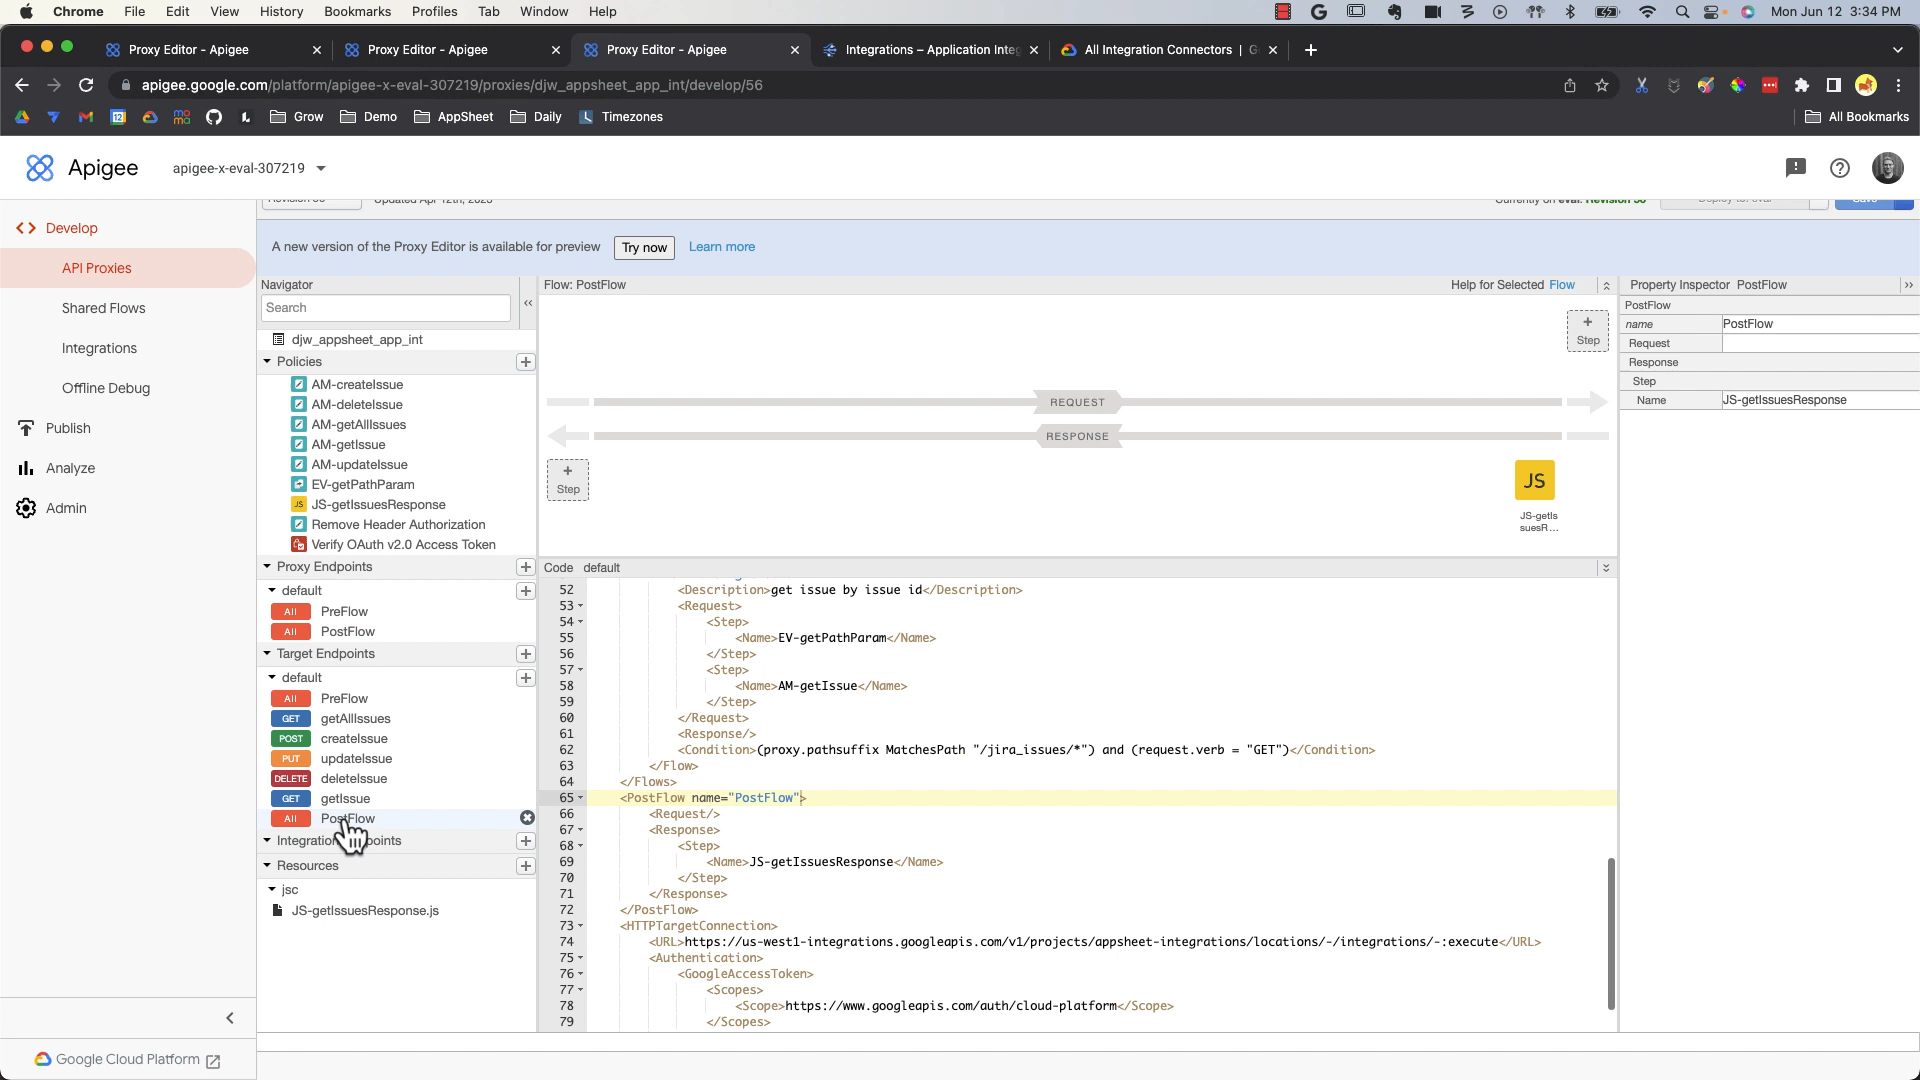 Chrome File Edit View History Bookmarks Profiles Tab Window Help Mon Jun 12 3:34 PM
Proxy Editor - Apigee Proxy Editor - Apigee Proxy Editor - Apigee Integrations – Application Inte All Integration Connectors |
apigee.google.com/platform/apigee-x-eval-307219/proxies/djw_appsheet_app_int/develop/56
Grow Demo AppSheet Daily Timezones All Bookmarks
Apigee apigee-x-eval-307219
Develop
API Proxies
Shared Flows
Integrations
Offline Debug
Publish
Analyze
Admin
Google Cloud Platform
A new version of the Proxy Editor is available for preview Try now Learn more
Navigator
Search
djw_appsheet_app_int
Policies
AM-createIssue
AM-deleteIssue
AM-getAllIssues
AM-getIssue
AM-updateIssue
EV-getPathParam
JS JS-getIssuesResponse
Remove Header Authorization
Verify OAuth v2.0 Access Token
Proxy Endpoints
default
All PreFlow
All PostFlow
Target Endpoints
default
All PreFlow
GET getAllIssues
POST createIssue
PUT updateIssue
DELETE deleteIssue
GET getIssue
All PostFlow
Resources
jsc
JS-getIssuesResponse.js
Flow: PostFlow Help for Selected Flow
+
Step
REQUEST
RESPONSE
+
Step
JS
JS-getIs
suesR...
Code default
52 <Description>get issue by issue id</Description>
53 <Request>
54 <Step>
55 <Name>EV-getPathParam</Name>
56 </Step>
57 <Step>
58 <Name>AM-getIssue</Name>
59 </Step>
60 </Request>
61 <Response/>
62 <Condition>(proxy.pathsuffix MatchesPath "/jira_issues/*") and (request.verb = "GET")</Condition>
63 </Flow>
64 </Flows>
65 <PostFlow name="PostFlow">
66 <Request/>
67 <Response>
68 <Step>
69 <Name>JS-getIssuesResponse</Name>
70 </Step>
71 </Response>
72 </PostFlow>
73 <HTTPTargetConnection>
74 <URL>https://us-west1-integrations.googleapis.com/v1/projects/appsheet-integrations/locations/-/integrations/-:execute</URL>
75 <Authentication>
76 <GoogleAccessToken>
77 <Scopes>
78 <Scope>https://www.googleapis.com/auth/cloud-platform</Scope>
79 </Scopes>
Property Inspector PostFlow
PostFlow
name PostFlow
Request
Response
Step
Name JS-getIssuesResponse